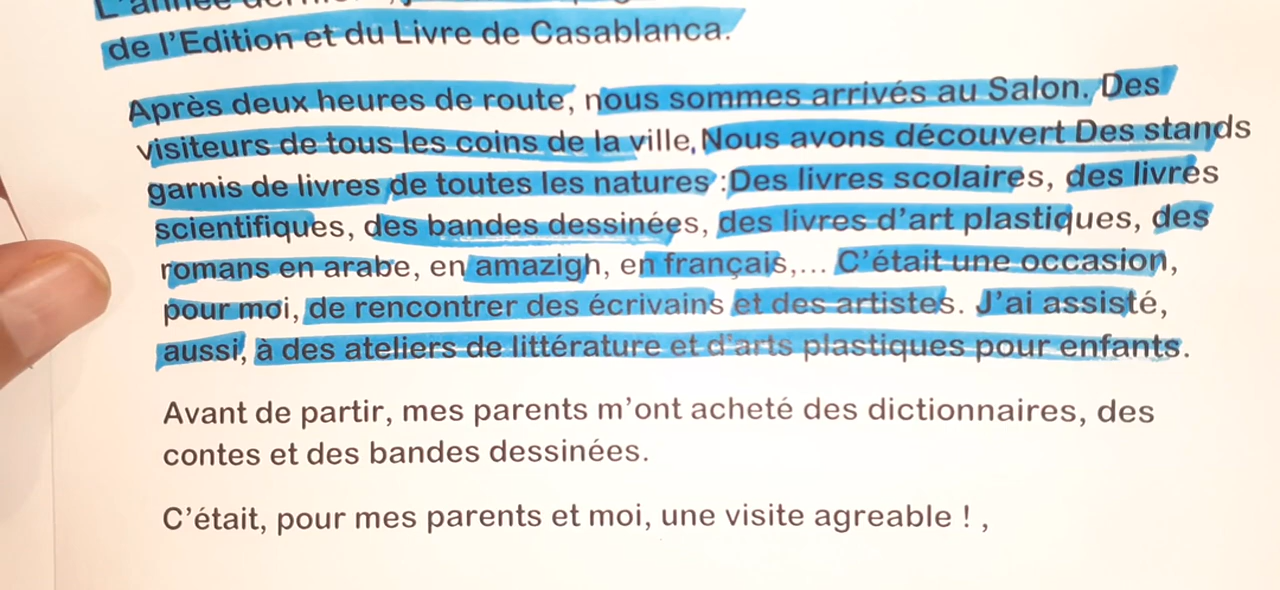 L'année
de l'Edition et du Livre de Casablanca.
Après deux heures de route, nous sommes arrivés au Salon. Des
visiteurs de tous les coins de la ville, Nous avons découvert Des stands
garnis de livres de toutes les natures :Des livres scolaires, des livres
scientifiques, des bandes dessinées, des livres d'art plastiques, des
romans en arabe, en amazigh, en français,... C'était une occasion,
pour moi, de rencontrer des écrivains et des artistes. J'ai assisté,
aussi, à des ateliers de littérature et d'arts plastiques pour enfants.
Avant de partir, mes parents m'ont acheté des dictionnaires, des
contes et des bandes dessinées.
C'était, pour mes parents et moi, une visite agreable ! ,